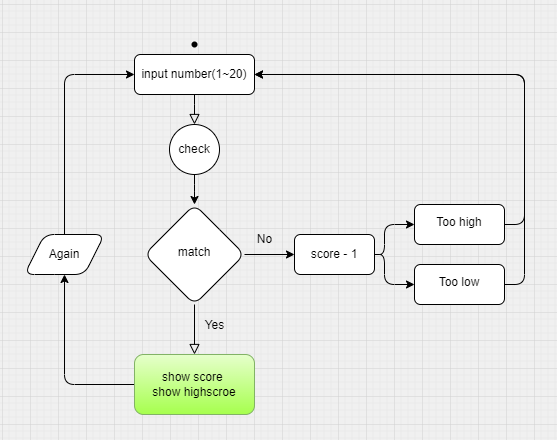 input number(1~20)
check
match
No
score - 1
Too high
Too low
Again
Yes
show score
show highscroe